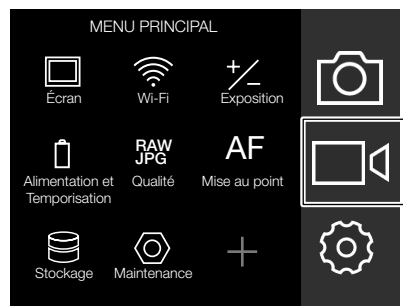 MENU PRINCIPAL
Écran
Wi-Fi
+/−
Exposition
Alimentation et
Temporisation
RAW
JPG
Qualité
AF
Mise au point
Stockage
Maintenance
+